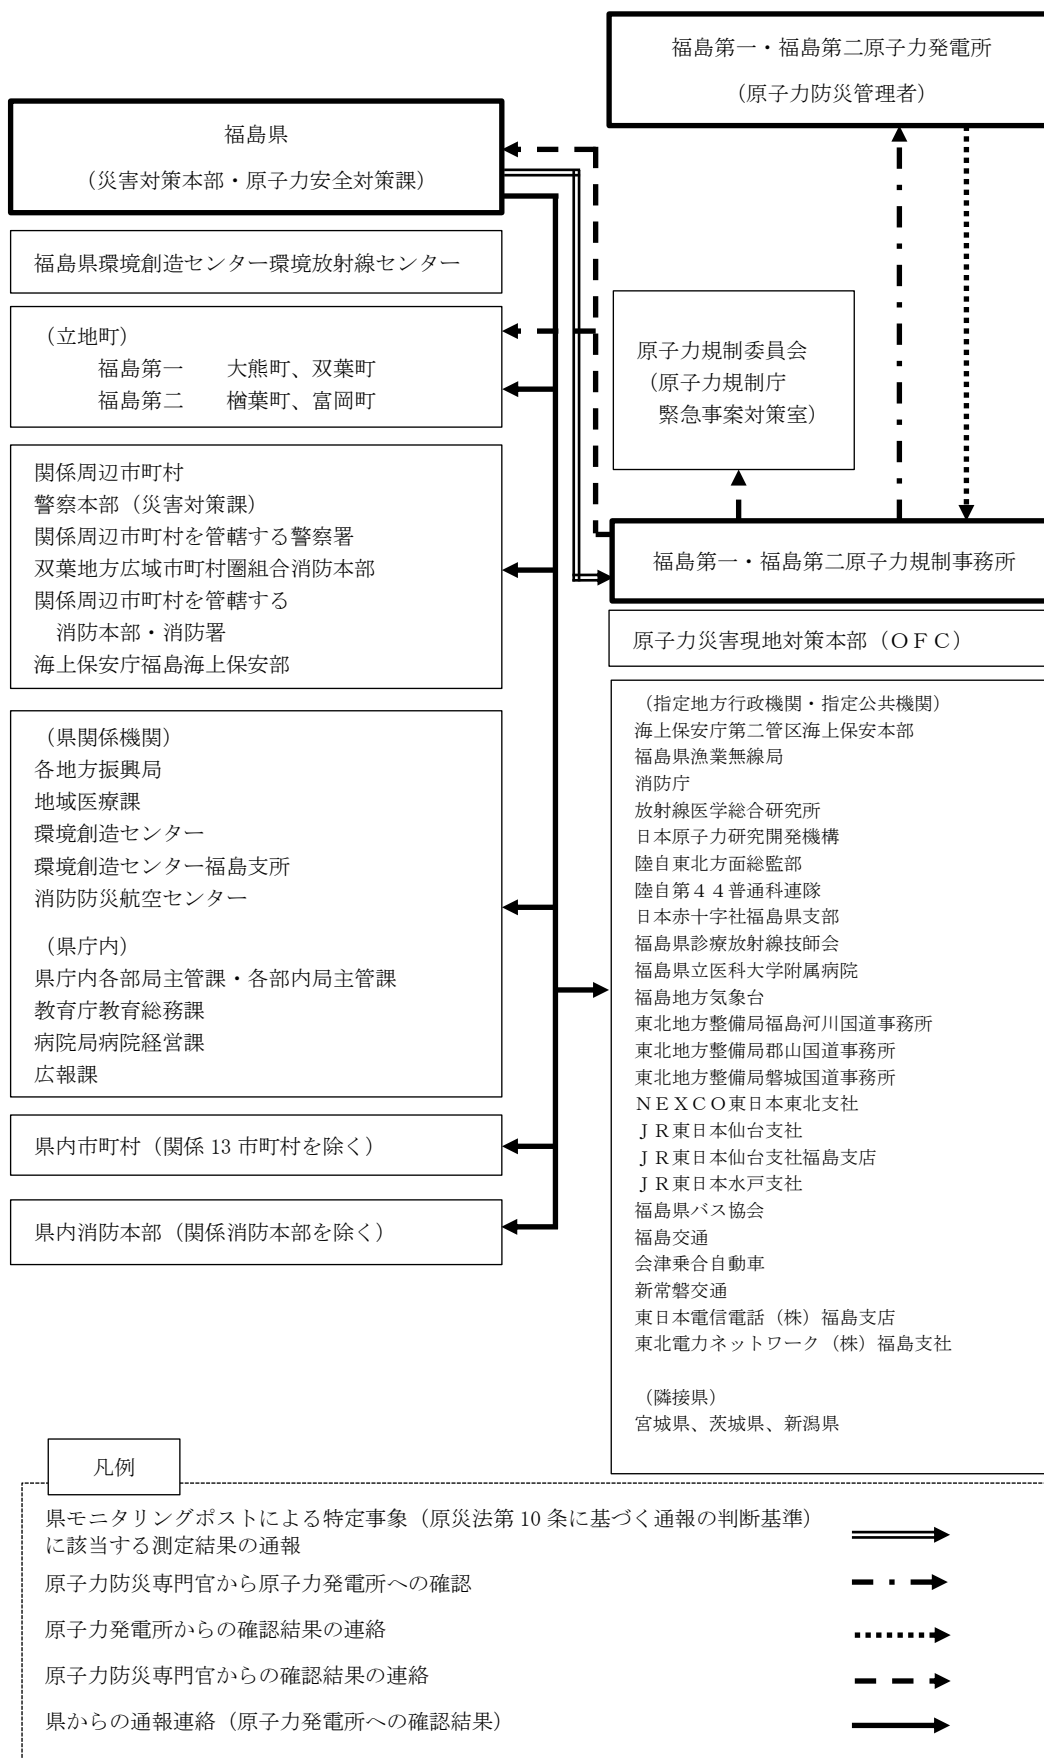 福島第一・福島第二原子力発電所
（原子力防災管理者）
福島県
（災害対策本部・原子力安全対策課）
福島県環境創造センター環境放射線センター
（立地町）
福島第一　　大熊町、双葉町
福島第二　　楢葉町、富岡町
原子力規制委員会
（原子力規制庁
緊急事案対策室）
関係周辺市町村
警察本部（災害対策課）
関係周辺市町村を管轄する警察署
双葉地方広域市町村圏組合消防本部
関係周辺市町村を管轄する
消防本部・消防署
海上保安庁福島海上保安部
福島第一・福島第二原子力規制事務所
原子力災害現地対策本部（ＯＦＣ）
（県関係機関）
各地方振興局
地域医療課
環境創造センター
環境創造センター福島支所
消防防災航空センター
（県庁内）
県庁内各部局主管課・各部内局主管課
教育庁教育総務課
病院局病院経営課
広報課
県内市町村（関係 13 市町村を除く）
県内消防本部（関係消防本部を除く）
（指定地方行政機関・指定公共機関）
海上保安庁第二管区海上保安本部
福島県漁業無線局
消防庁
放射線医学総合研究所
日本原子力研究開発機構
陸自東北方面総監部
陸自第４４普通科連隊
日本赤十字社福島県支部
福島県診療放射線技師会
福島県立医科大学附属病院
福島地方気象台
東北地方整備局福島河川国道事務所
東北地方整備局郡山国道事務所
東北地方整備局磐城国道事務所
ＮＥＸＣＯ東日本東北支社
ＪＲ東日本仙台支社
ＪＲ東日本仙台支社福島支店
ＪＲ東日本水戸支社
福島県バス協会
福島交通
会津乗合自動車
新常磐交通
東日本電信電話（株）福島支店
東北電力ネットワーク（株）福島支社
（隣接県）
宮城県、茨城県、新潟県
凡例
県モニタリングポストによる特定事象（原災法第 10 条に基づく通報の判断基準）
に該当する測定結果の通報
原子力防災専門官から原子力発電所への確認
原子力発電所からの確認結果の連絡
原子力防災専門官からの確認結果の連絡
県からの通報連絡（原子力発電所への確認結果）